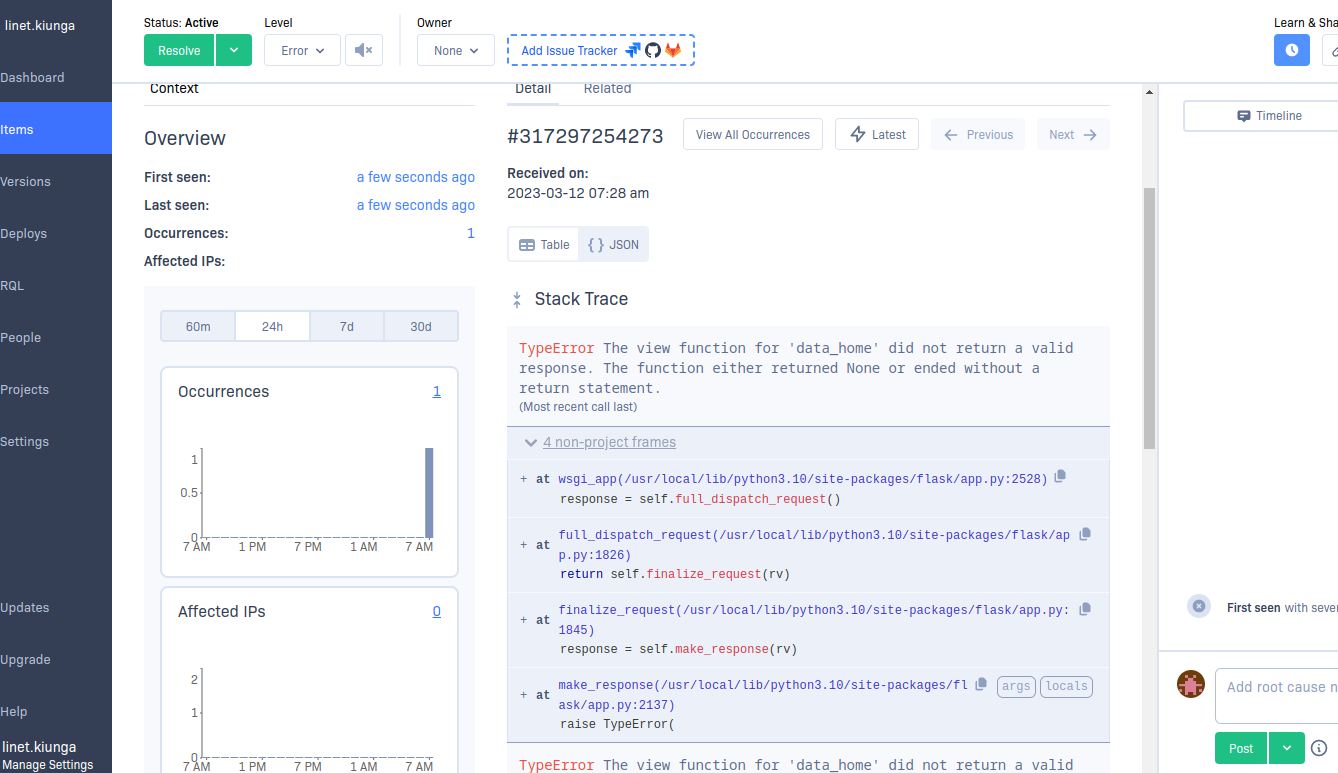 linet.kiunga
Dashboard
Items
Versions
Deploys
RQL
People
Projects
Settings
Updates
Upgrade
Help
linet.kiunga
Manage Settings
Status: Active
Level
Owner
Learn & Sha
Resolve
Error
None
Add Issue Tracker
Context
Detail
Related
Overview
First seen:
a few seconds ago
Last seen:
a few seconds ago
Occurrences:
1
Affected IPs:
60m
24h
7d
30d
Occurrences
1
1
0.5
0
7 AM
1 PM
7 PM
1 AM
7 AM
Affected IPs
0
2
1
0
7 AM
1 PM
7 PM
1 AM
7 AM
#317297254273
View All Occurrences
Latest
Previous
Next
Received on:
2023-03-12 07:28 am
Table
{ } JSON
Stack Trace
TypeError The view function for 'data_home' did not return a valid
response. The function either returned None or ended without a
return statement.
(Most recent call last)
4 non-project frames
+ at wsgi_app(/usr/local/lib/python3.10/site-packages/flask/app.py:2528)
response = self.full_dispatch_request()
+ at full_dispatch_request(/usr/local/lib/python3.10/site-packages/flask/ap
p.py:1826)
return self.finalize_request(rv)
+ at finalize_request(/usr/local/lib/python3.10/site-packages/flask/app.py:
1845)
response = self.make_response(rv)
+ at make_response(/usr/local/lib/python3.10/site-packages/fl
ask/app.py:2137)
args
locals
raise TypeError(
TypeError The view function for 'data_home' did not return a valid
Timeline
First seen with seve
Add root cause n
Post